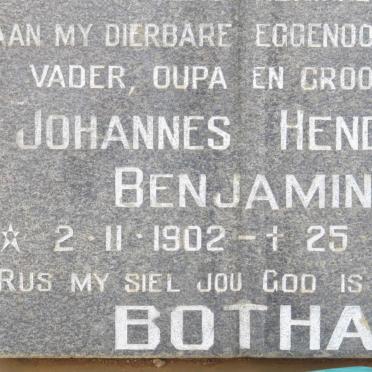 AAN MY DIERBARE EGGENOO
VADER, OUPA EN GROO
JOHANNES HEND
BENJAMIN
☆ 2·11·1902 – † 25
RUS MY SIEL JOU GOD IS
BOTHA